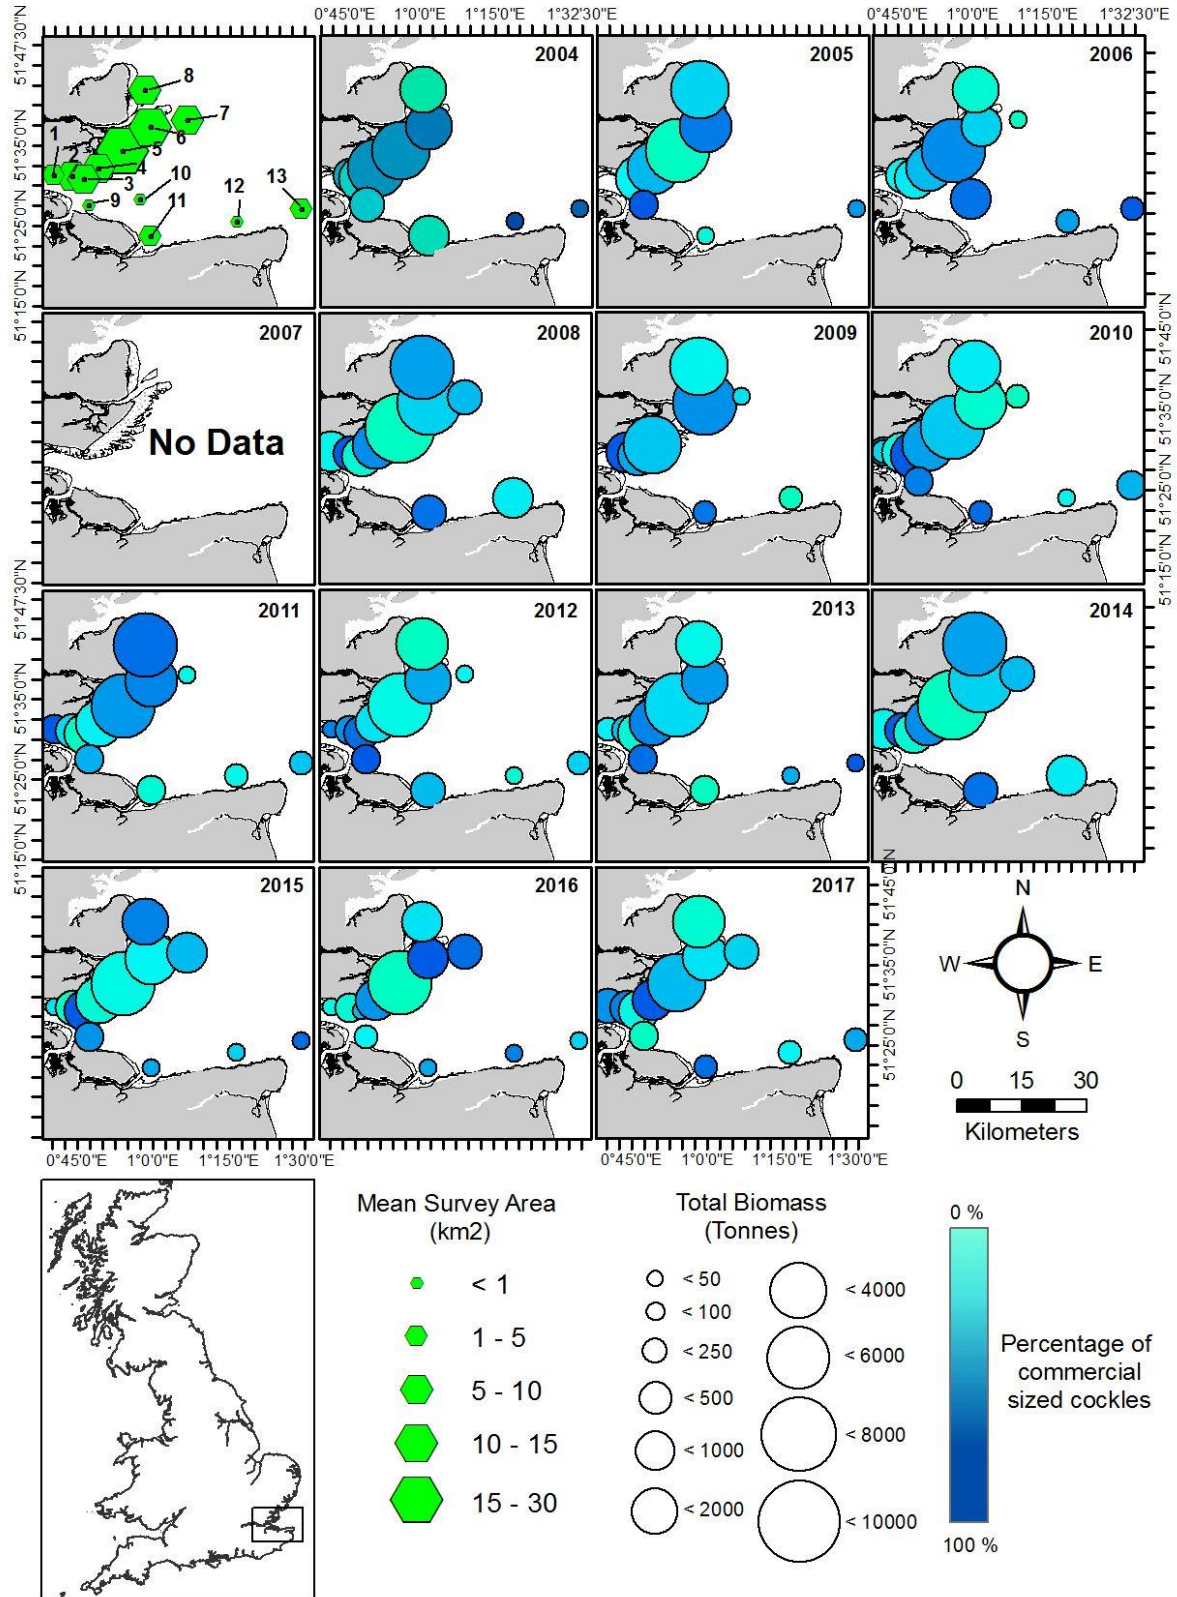 0°45'0"E 1°0'0"E 1°15'0"E 1°32'30"E
0°45'0"E 1°0'0"E 1°15'0"E 1°32'30"E
51°47'30"N
51°35'0"N
51°25'0"N
51°15'0"N
1
2
3
4
5
6
7
8
9
10
11
12
13
2004
2005
2006
2007
No Data
2008
2009
2010
51°45'0"N
51°35'0"N
51°25'0"N
51°15'0"N
51°47'30"N
51°35'0"N
51°25'0"N
51°15'0"N
2011
2012
2013
2014
2015
2016
2017
51°45'0"N
51°35'0"N
51°25'0"N
0°45'0"E 1°0'0"E 1°15'0"E 1°30'0"E
0°45'0"E 1°0'0"E 1°15'0"E 1°30'0"E
N
W E
S
0 15 30
Kilometers
Mean Survey Area
(km2)
< 1
1 - 5
5 - 10
10 - 15
15 - 30
Total Biomass
(Tonnes)
< 50
< 100
< 250
< 500
< 1000
< 2000
< 4000
< 6000
< 8000
< 10000
0 %
Percentage of
commercial
sized cockles
100 %